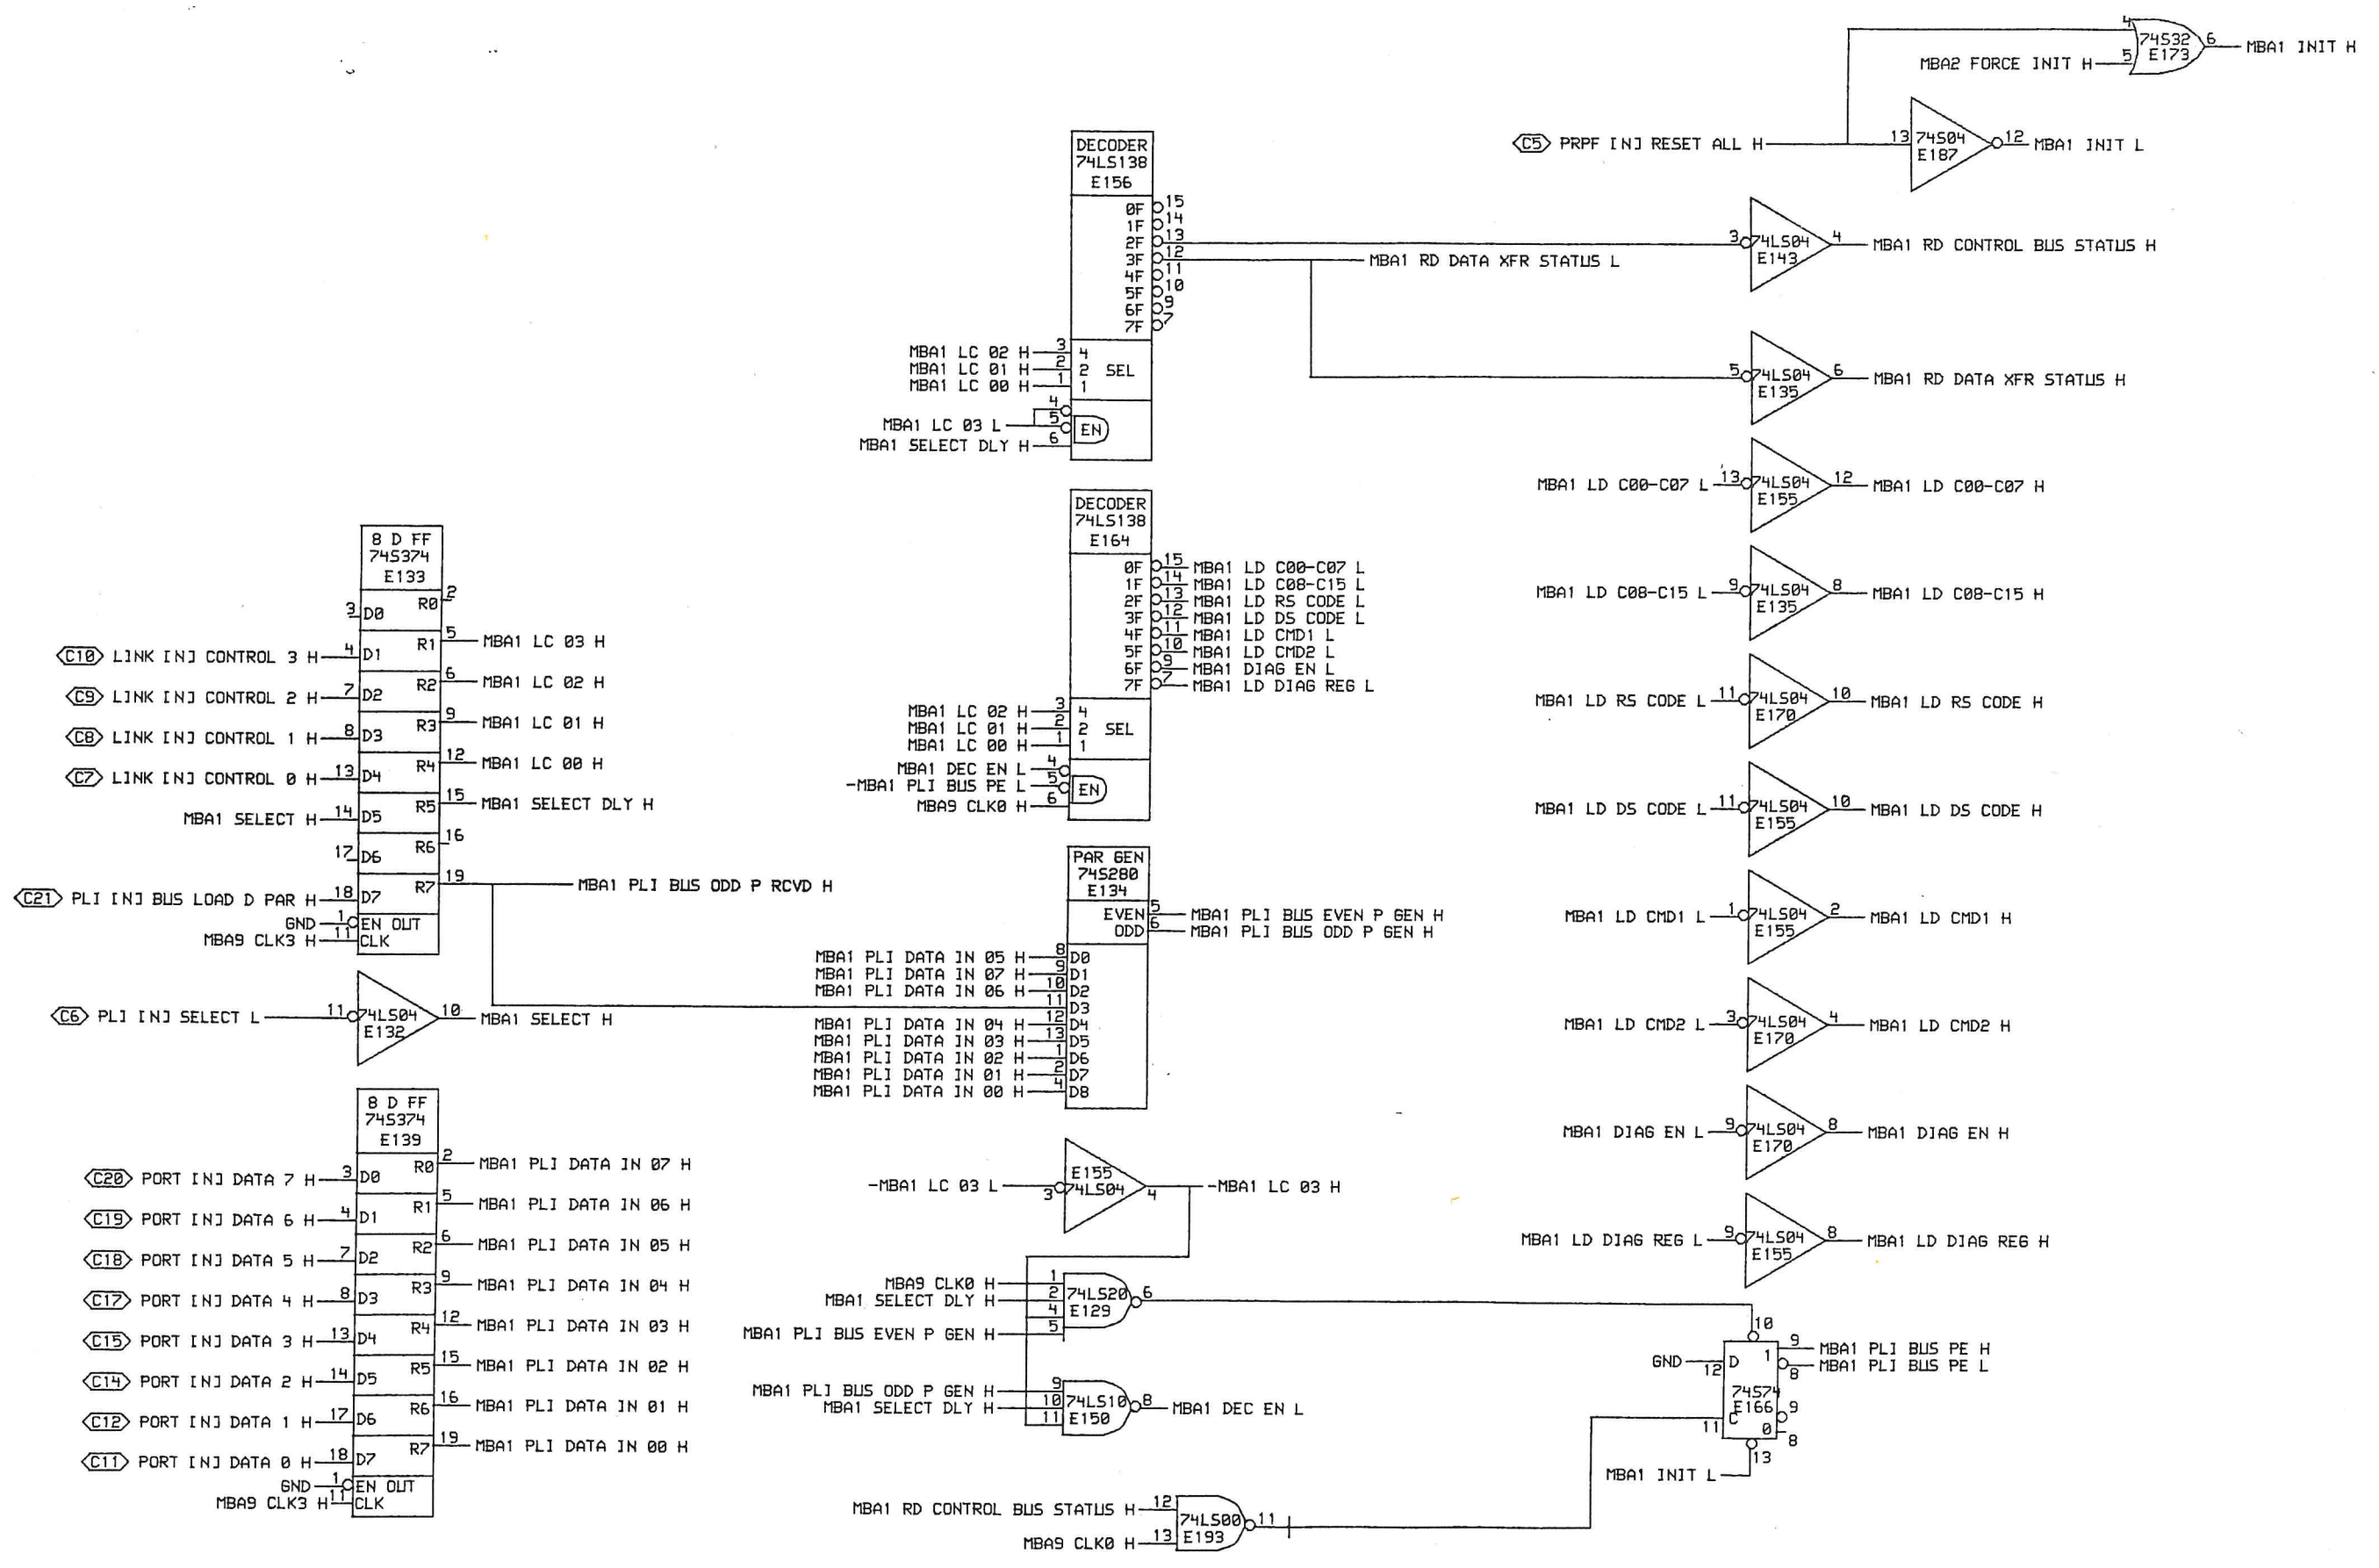 4
74S32
E173
5
6
MBA1 INIT H
MBA2 FORCE INIT H
C5 PRPF [N] RESET ALL H
13
74S04
E187
12
MBA1 INIT L
DECODER
74LS138
E156
0F 15
1F 14
2F 13
3F 12
4F 11
5F 10
6F 9
7F 7
MBA1 RD DATA XFR STATUS L
MBA1 LC 02 H 3 4
MBA1 LC 01 H 2 2 SEL
MBA1 LC 00 H 1 1
4
MBA1 LC 03 L 5 EN
MBA1 SELECT DLY H 6
3 74LS04 4 MBA1 RD CONTROL BUS STATUS H
E143
5 74LS04 6 MBA1 RD DATA XFR STATUS H
E135
MBA1 LD C00-C07 L 13 74LS04 12 MBA1 LD C00-C07 H
E155
MBA1 LD C08-C15 L 9 74LS04 8 MBA1 LD C08-C15 H
E135
MBA1 LD RS CODE L 11 74LS04 10 MBA1 LD RS CODE H
E170
MBA1 LD DS CODE L 11 74LS04 10 MBA1 LD DS CODE H
E155
MBA1 LD CMD1 L 1 74LS04 2 MBA1 LD CMD1 H
E155
MBA1 LD CMD2 L 3 74LS04 4 MBA1 LD CMD2 H
E170
MBA1 DIAG EN L 9 74LS04 8 MBA1 DIAG EN H
E170
MBA1 LD DIAG REG L 9 74LS04 8 MBA1 LD DIAG REG H
E155
DECODER
74LS138
E164
0F 15 MBA1 LD C00-C07 L
1F 14 MBA1 LD C08-C15 L
2F 13 MBA1 LD RS CODE L
3F 12 MBA1 LD DS CODE L
4F 11 MBA1 LD CMD1 L
5F 10 MBA1 LD CMD2 L
6F 9 MBA1 DIAG EN L
7F 7 MBA1 LD DIAG REG L
MBA1 LC 02 H 3 4
MBA1 LC 01 H 2 2 SEL
MBA1 LC 00 H 1 1
MBA1 DEC EN L 4
-MBA1 PLI BUS PE L 5 EN
MBA9 CLK0 H 6
8 D FF
74S374
E133
3 D0 R0 2
R1 5 MBA1 LC 03 H
C10 LINK [N] CONTROL 3 H 4 D1
R2 6 MBA1 LC 02 H
C9 LINK [N] CONTROL 2 H 7 D2
R3 9 MBA1 LC 01 H
C8 LINK [N] CONTROL 1 H 8 D3
R4 12 MBA1 LC 00 H
C7 LINK [N] CONTROL 0 H 13 D4
R5 15 MBA1 SELECT DLY H
MBA1 SELECT H 14 D5
R6 16
17 D6
R7 19 MBA1 PLI BUS ODD P RCVD H
C21 PLI [N] BUS LOAD D PAR H 18 D7
GND 1 EN OUT
MBA9 CLK3 H 11 CLK
C6 PLI [N] SELECT L 11 74LS04 10 MBA1 SELECT H
E132
PAR GEN
74S280
E134
EVEN 5 MBA1 PLI BUS EVEN P GEN H
ODD 6 MBA1 PLI BUS ODD P GEN H
MBA1 PLI DATA IN 05 H 8 D0
MBA1 PLI DATA IN 07 H 9 D1
MBA1 PLI DATA IN 06 H 10 D2
11 D3
MBA1 PLI DATA IN 04 H 12 D4
MBA1 PLI DATA IN 03 H 13 D5
MBA1 PLI DATA IN 02 H 1 D6
MBA1 PLI DATA IN 01 H 2 D7
MBA1 PLI DATA IN 00 H 4 D8
8 D FF
74S374
E139
R0 2 MBA1 PLI DATA IN 07 H
C20 PORT [N] DATA 7 H 3 D0
R1 5 MBA1 PLI DATA IN 06 H
C19 PORT [N] DATA 6 H 4 D1
R2 6 MBA1 PLI DATA IN 05 H
C18 PORT [N] DATA 5 H 7 D2
R3 9 MBA1 PLI DATA IN 04 H
C17 PORT [N] DATA 4 H 8 D3
R4 12 MBA1 PLI DATA IN 03 H
C15 PORT [N] DATA 3 H 13 D4
R5 15 MBA1 PLI DATA IN 02 H
C14 PORT [N] DATA 2 H 14 D5
R6 16 MBA1 PLI DATA IN 01 H
C12 PORT [N] DATA 1 H 17 D6
R7 19 MBA1 PLI DATA IN 00 H
C11 PORT [N] DATA 0 H 18 D7
GND 1 EN OUT
MBA9 CLK3 H 11 CLK
E155
-MBA1 LC 03 L 3 74LS04 4 -MBA1 LC 03 H
MBA9 CLK0 H 1
MBA1 SELECT DLY H 2 74LS20 6
4 E129
MBA1 PLI BUS EVEN P GEN H 5
MBA1 PLI BUS ODD P GEN H 9
MBA1 SELECT DLY H 10 74LS10 8 MBA1 DEC EN L
11 E150
10
GND 12 D 1 9 MBA1 PLI BUS PE H
8 MBA1 PLI BUS PE L
74S74
E166
11 C 9
0 8
13
MBA1 INIT L
MBA1 RD CONTROL BUS STATUS H 12
74LS00 11
E193
MBA9 CLK0 H 13